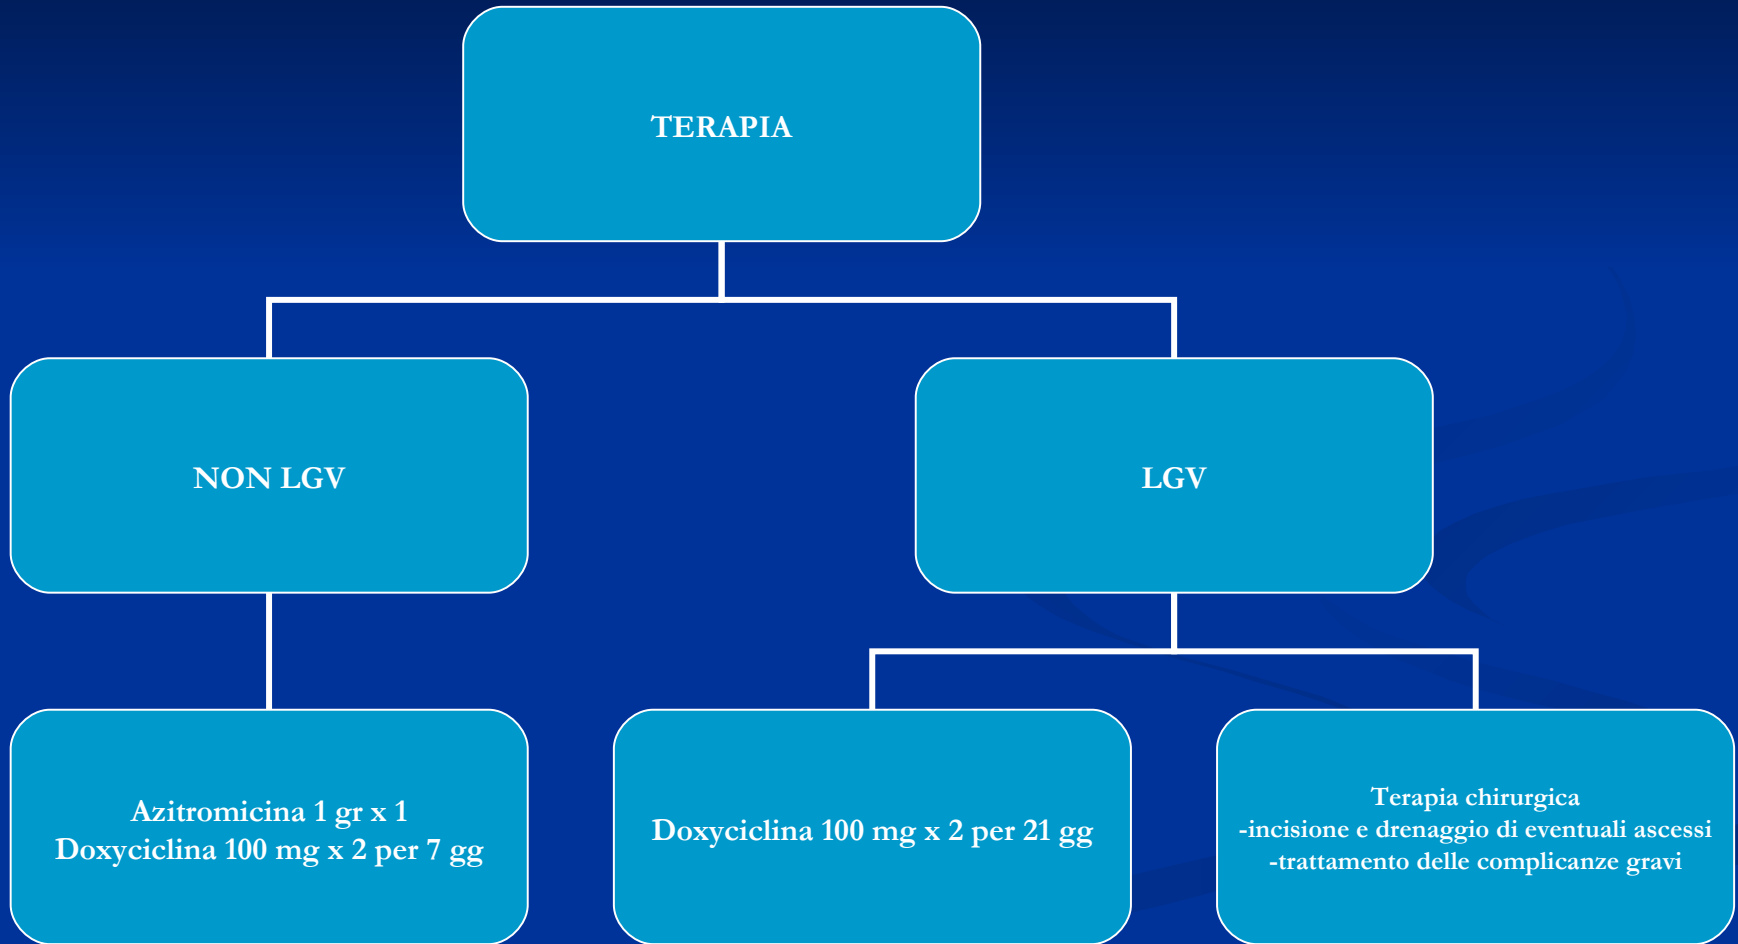 TERAPIA
NON LGV
LGV
Azitromicina 1 gr x 1
Doxyciclina 100 mg x 2 per 7 gg
Doxyciclina 100 mg x 2 per 21 gg
Terapia chirurgica
-incisione e drenaggio di eventuali ascessi
-trattamento delle complicanze gravi